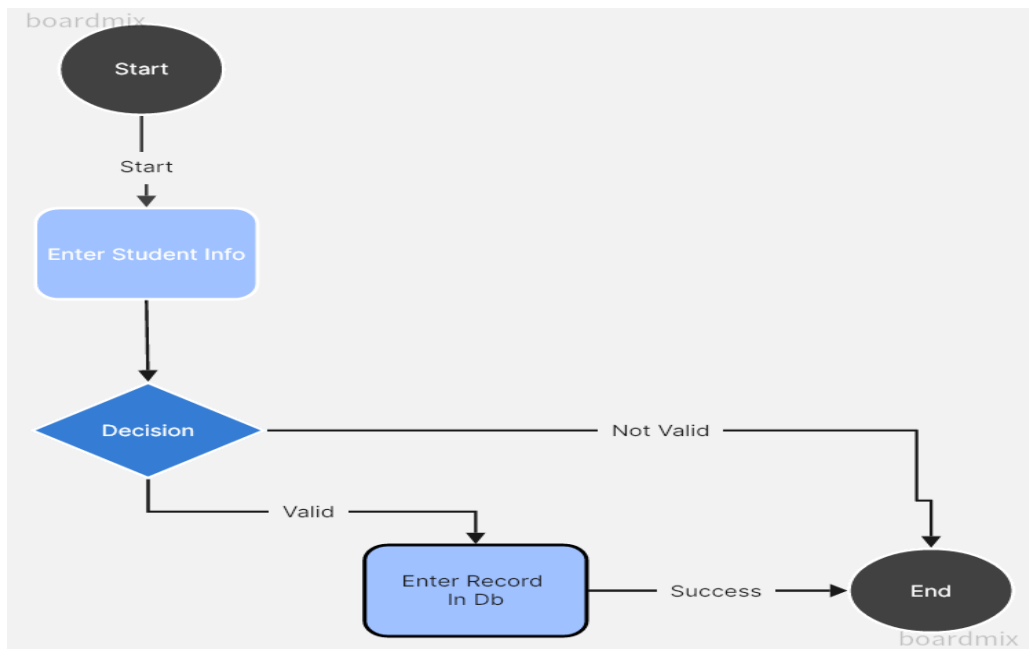 boardmix
Start
Start
Enter Student Info
Decision
Not Valid
Valid
Enter Record
In Db
Success
End
boardmix